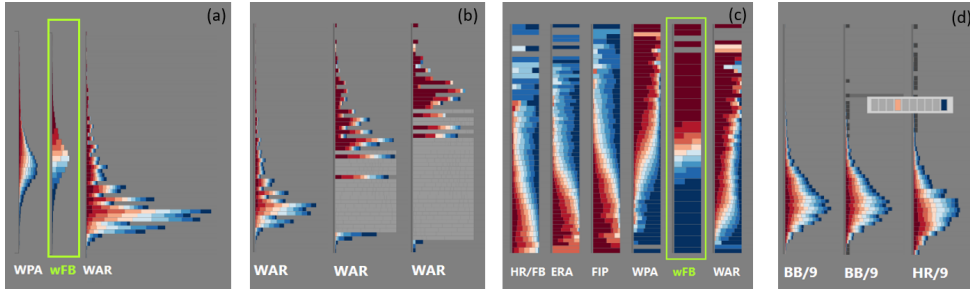 (a)
WPA wFB WAR
(b)
WAR WAR WAR
(c)
HR/FB ERA FIP WPA wFB WAR
(d)
BB/9 BB/9 HR/9